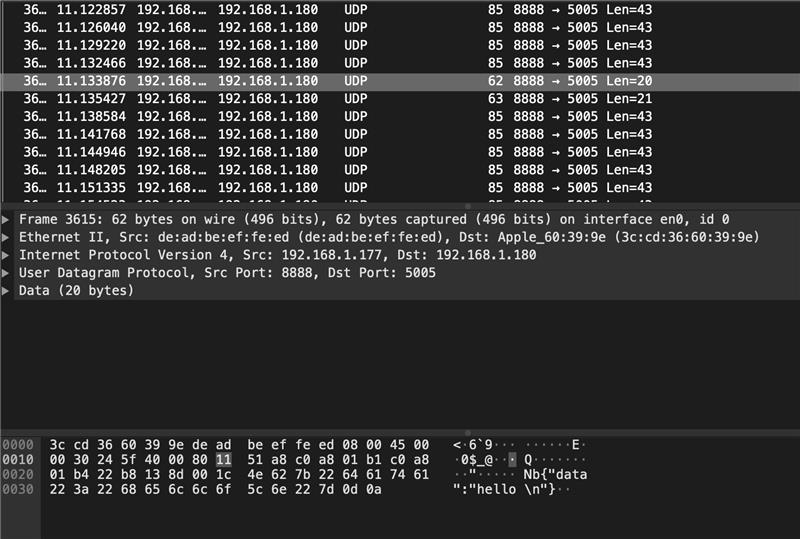 36… 11.122857 192.168.… 192.168.1.180 UDP 85 8888 → 5005 Len=43
36… 11.126040 192.168.… 192.168.1.180 UDP 85 8888 → 5005 Len=43
36… 11.129220 192.168.… 192.168.1.180 UDP 85 8888 → 5005 Len=43
36… 11.132466 192.168.… 192.168.1.180 UDP 85 8888 → 5005 Len=43
36… 11.133876 192.168.… 192.168.1.180 UDP 62 8888 → 5005 Len=20
36… 11.135427 192.168.… 192.168.1.180 UDP 63 8888 → 5005 Len=21
36… 11.138584 192.168.… 192.168.1.180 UDP 85 8888 → 5005 Len=43
36… 11.141768 192.168.… 192.168.1.180 UDP 85 8888 → 5005 Len=43
36… 11.144946 192.168.… 192.168.1.180 UDP 85 8888 → 5005 Len=43
36… 11.148205 192.168.… 192.168.1.180 UDP 85 8888 → 5005 Len=43
36… 11.151335 192.168.… 192.168.1.180 UDP 85 8888 → 5005 Len=43
Frame 3615: 62 bytes on wire (496 bits), 62 bytes captured (496 bits) on interface en0, id 0
Ethernet II, Src: de:ad:be:ef:fe:ed (de:ad:be:ef:fe:ed), Dst: Apple_60:39:9e (3c:cd:36:60:39:9e)
Internet Protocol Version 4, Src: 192.168.1.177, Dst: 192.168.1.180
User Datagram Protocol, Src Port: 8888, Dst Port: 5005
Data (20 bytes)
0000 3c cd 36 60 39 9e de ad be ef fe ed 08 00 45 00 <·6`9··· ······E·
0010 00 30 24 5f 40 00 80 11 51 a8 c0 a8 01 b1 c0 a8 ·0$_@··· Q·······
0020 01 b4 22 b8 13 8d 00 1c 4e 62 7b 22 64 61 74 61 ··"····· Nb{"data
0030 22 3a 22 68 65 6c 6c 6f 5c 6e 22 7d 0d 0a ":"hello \n"}··